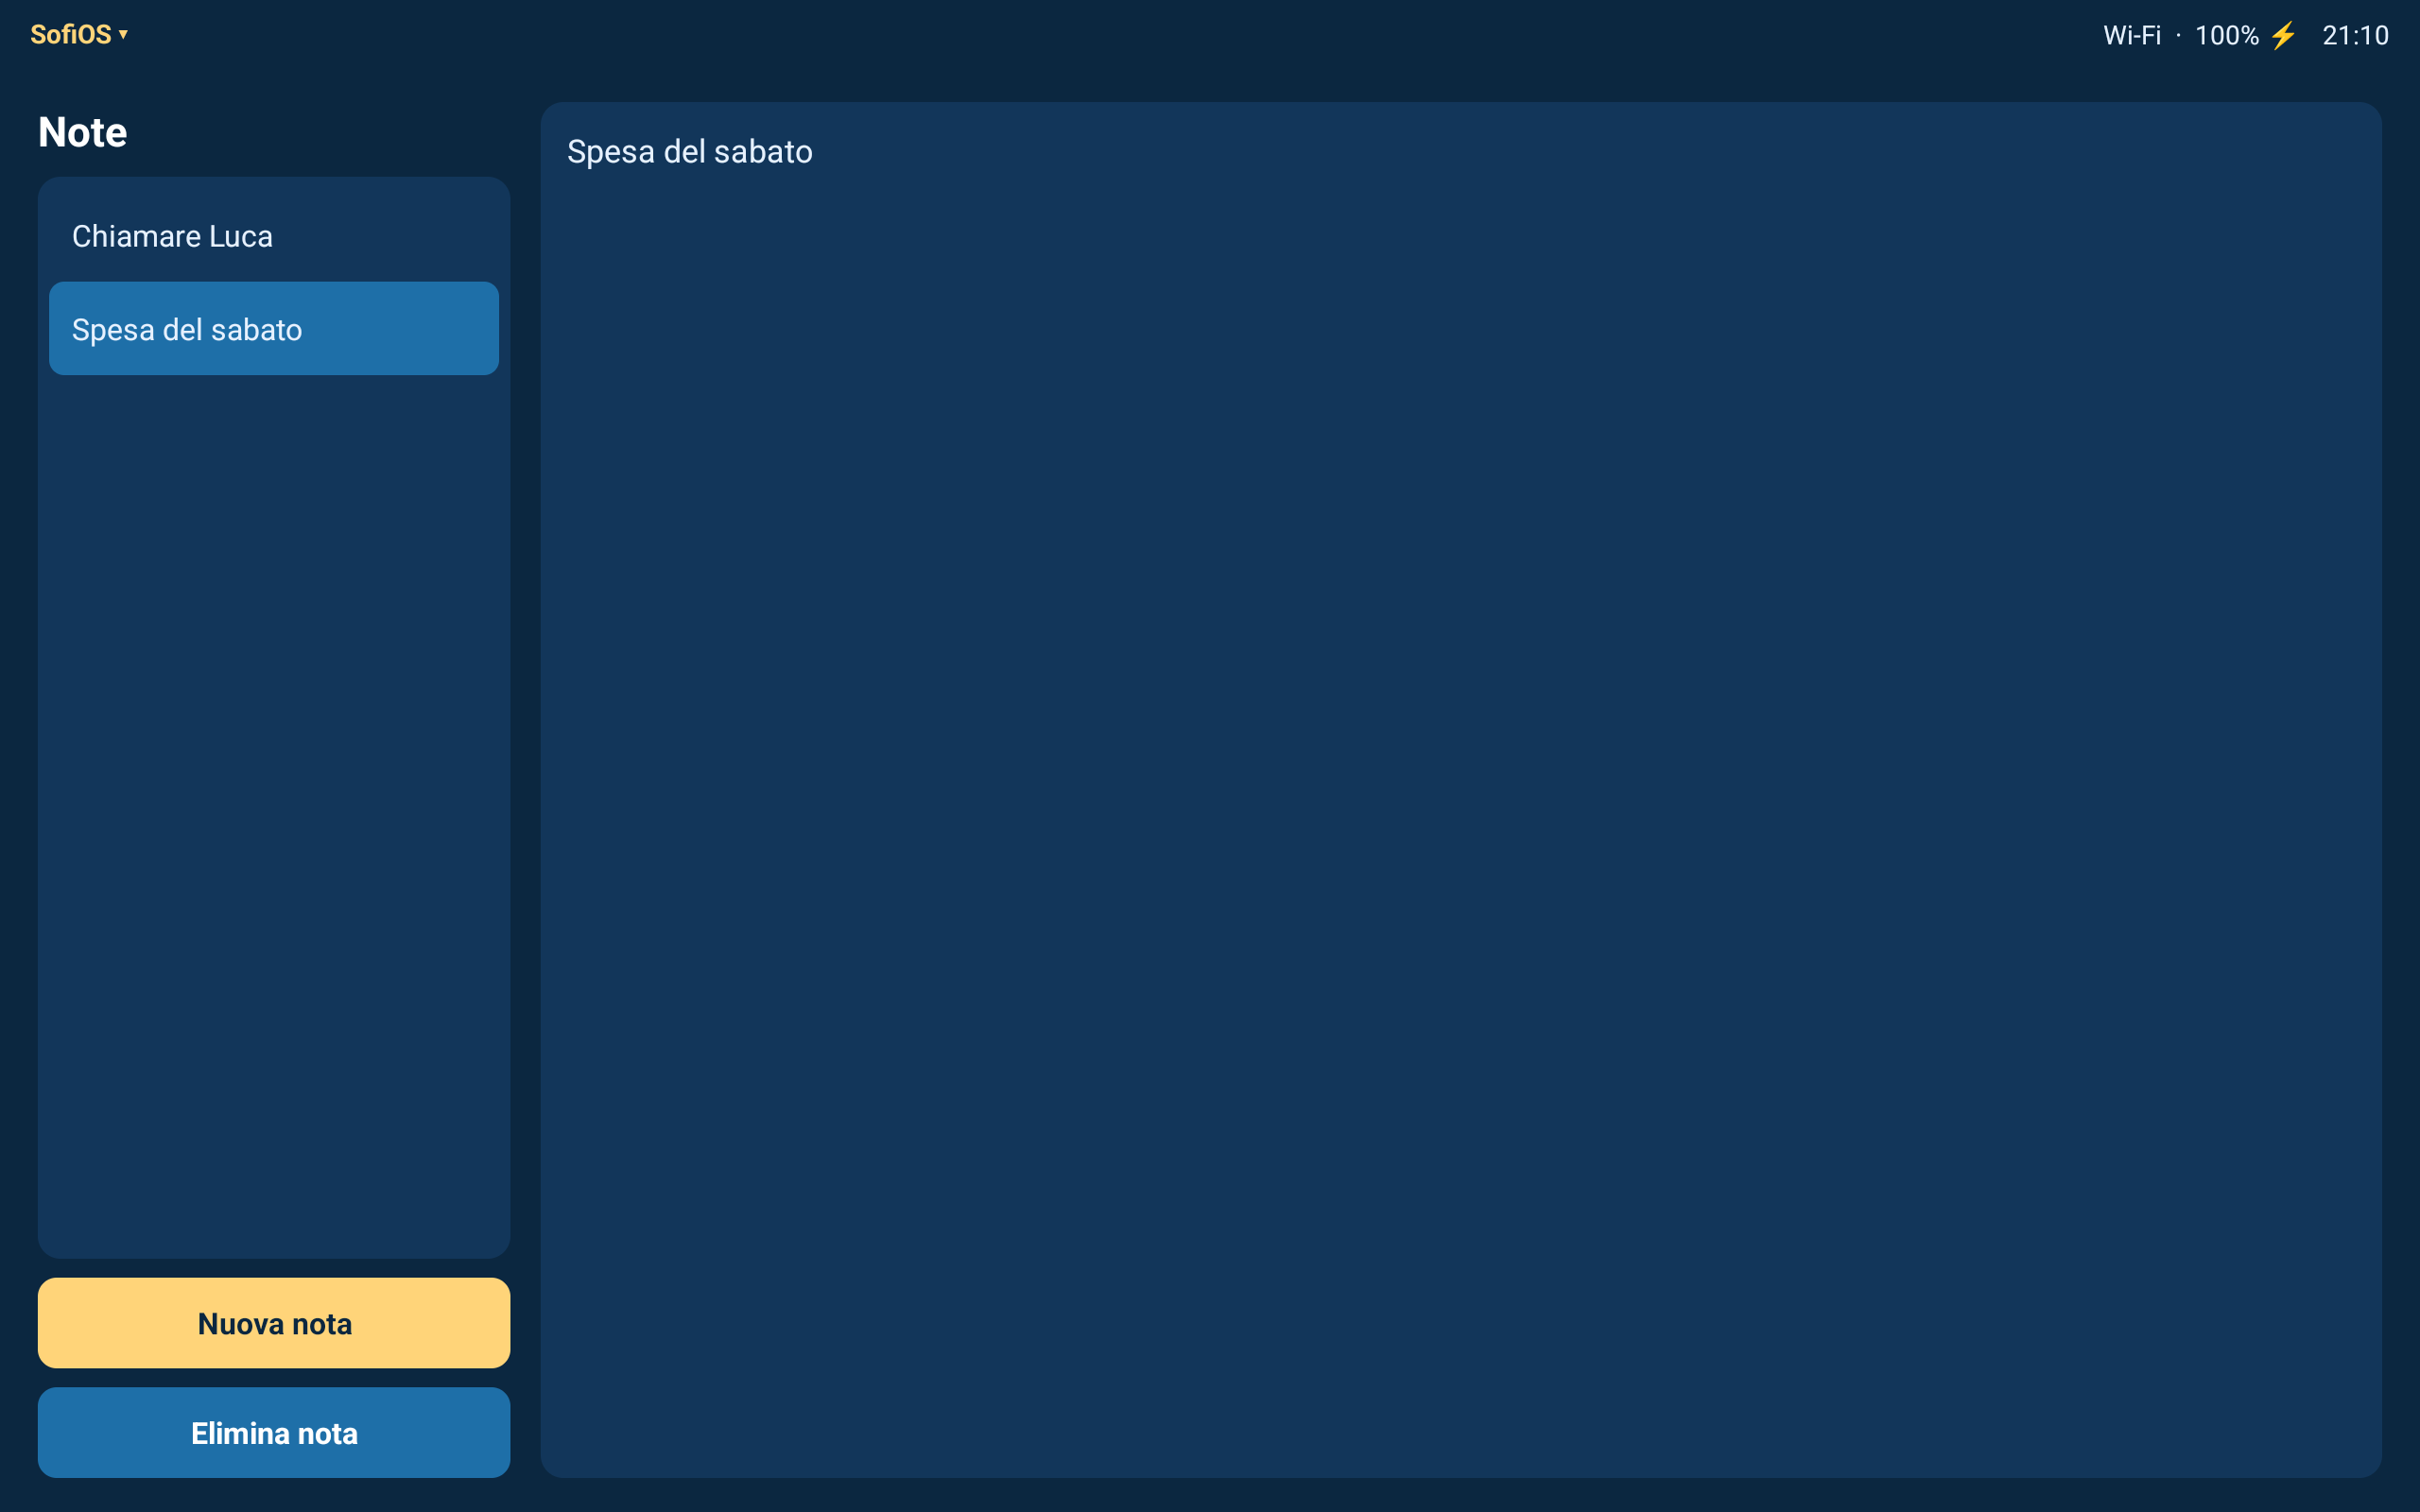 SofiOS ▾
Wi-Fi · 100% ⚡ 21:10
Note
Chiamare Luca
Spesa del sabato
Nuova nota
Elimina nota
Spesa del sabato